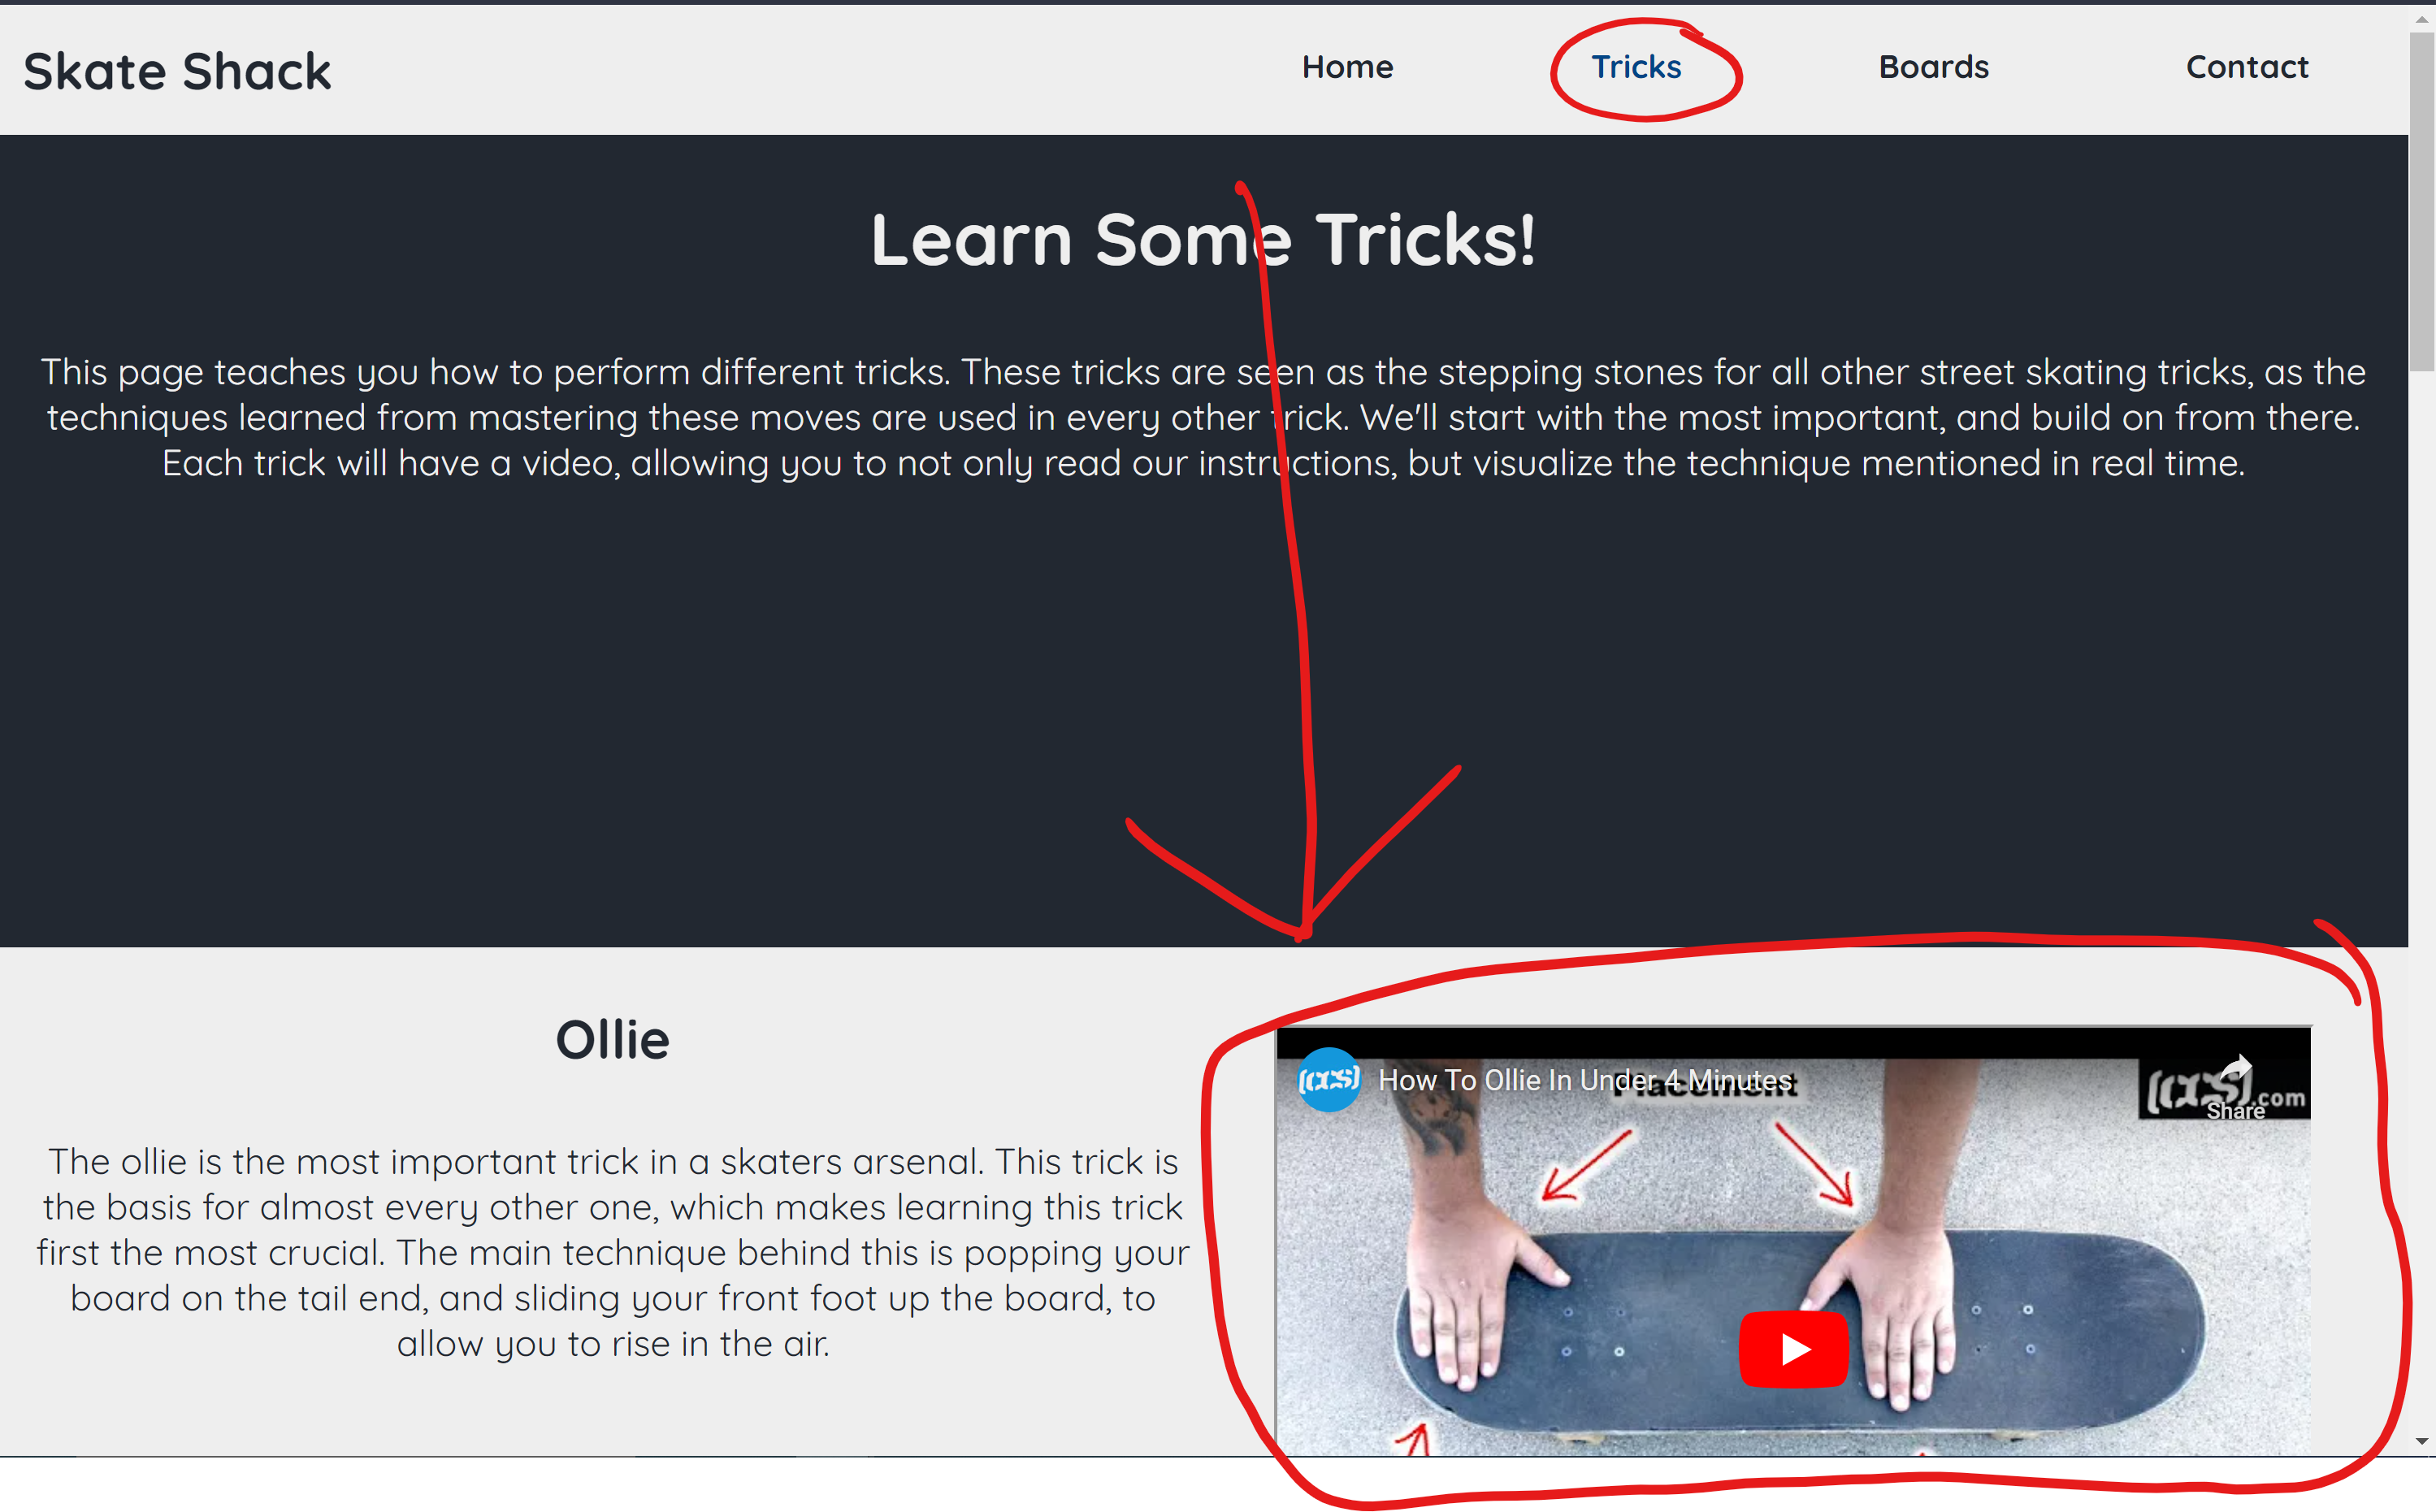 Skate Shack
Home Tricks Boards Contact
Learn Some Tricks!
This page teaches you how to perform different tricks. These tricks are seen as the stepping stones for all other street skating tricks, as the
techniques learned from mastering these moves are used in every other trick. We'll start with the most important, and build on from there.
Each trick will have a video, allowing you to not only read our instructions, but visualize the technique mentioned in real time.
Ollie
The ollie is the most important trick in a skaters arsenal. This trick is
the basis for almost every other one, which makes learning this trick
first the most crucial. The main technique behind this is popping your
board on the tail end, and sliding your front foot up the board, to
allow you to rise in the air.
How To Ollie In Under 4 Minutes
Placement
.com
Share